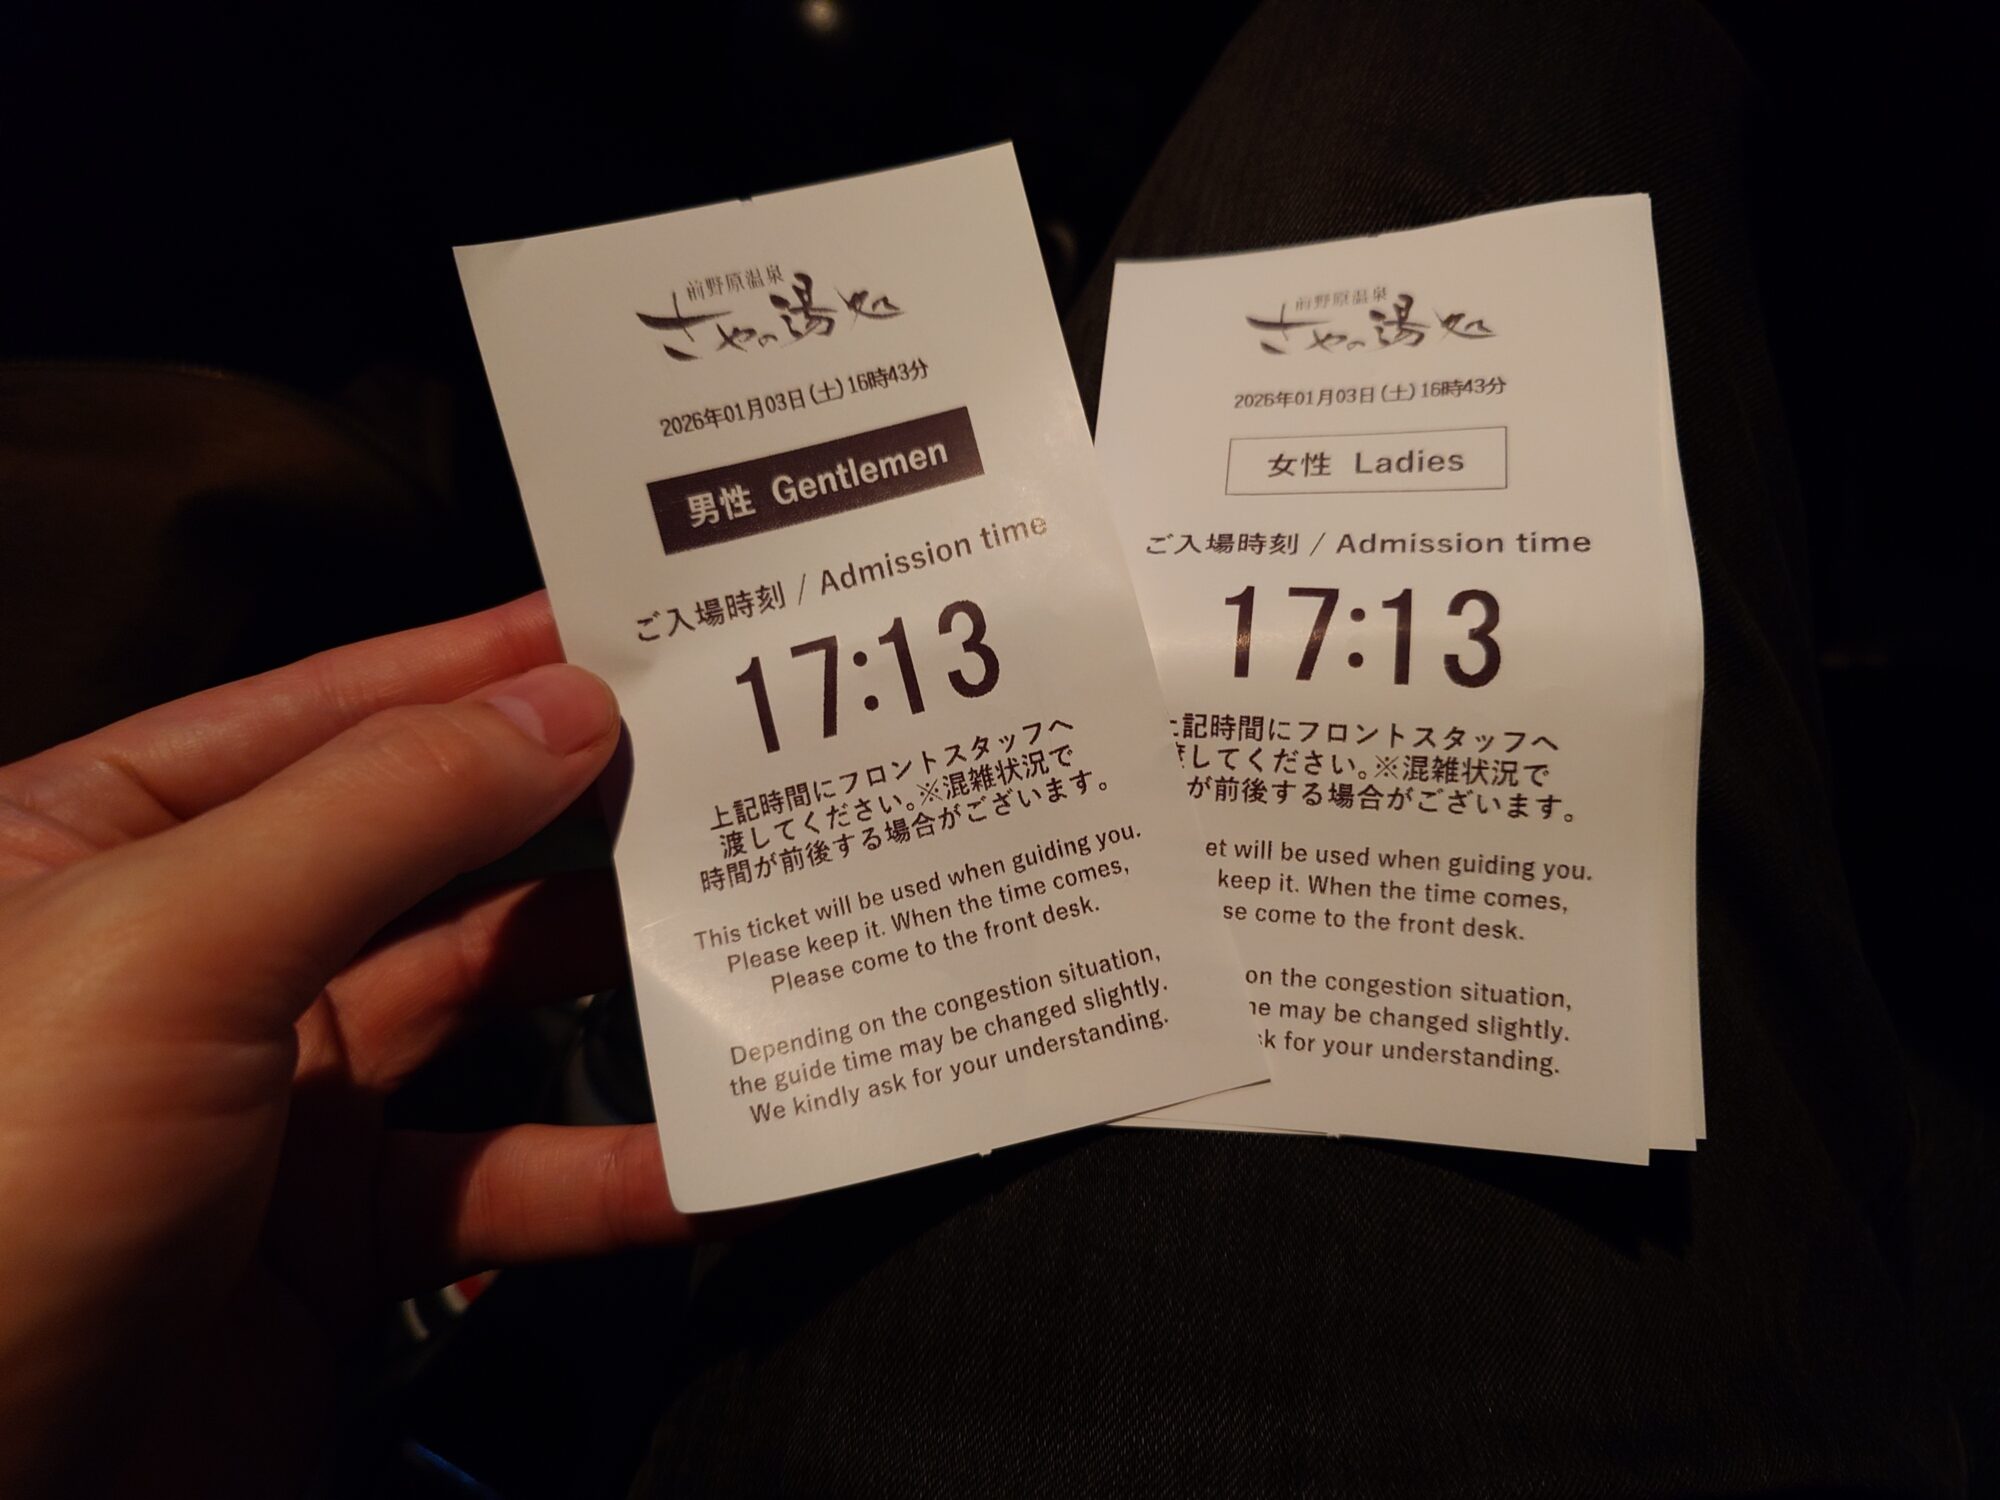 前野原温泉
さやの湯処
2026年01月03日(土)16時43分
男性 Gentlemen
ご入場時刻 / Admission time
17:13
上記時間にフロントスタッフへ
渡してください。※混雑状況で
時間が前後する場合がございます。
This ticket will be used when guiding you.
Please keep it. When the time comes,
Please come to the front desk.
Depending on the congestion situation,
the guide time may be changed slightly.
We kindly ask for your understanding.
前野原温泉
さやの湯処
2026年01月03日(土)16時43分
女性 Ladies
ご入場時刻 / Admission time
17:13
上記時間にフロントスタッフへ
してください。※混雑状況で
が前後する場合がございます。
et will be used when guiding you.
keep it. When the time comes,
se come to the front desk.
on the congestion situation,
me may be changed slightly.
k for your understanding.